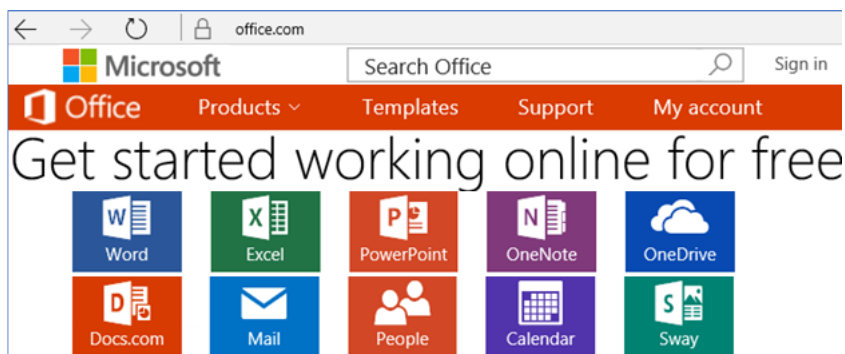 office.com
Microsoft Search Office Sign in
Office Products Templates Support My account
Get started working online for free
Word Excel PowerPoint OneNote OneDrive
Docs.com Mail People Calendar Sway